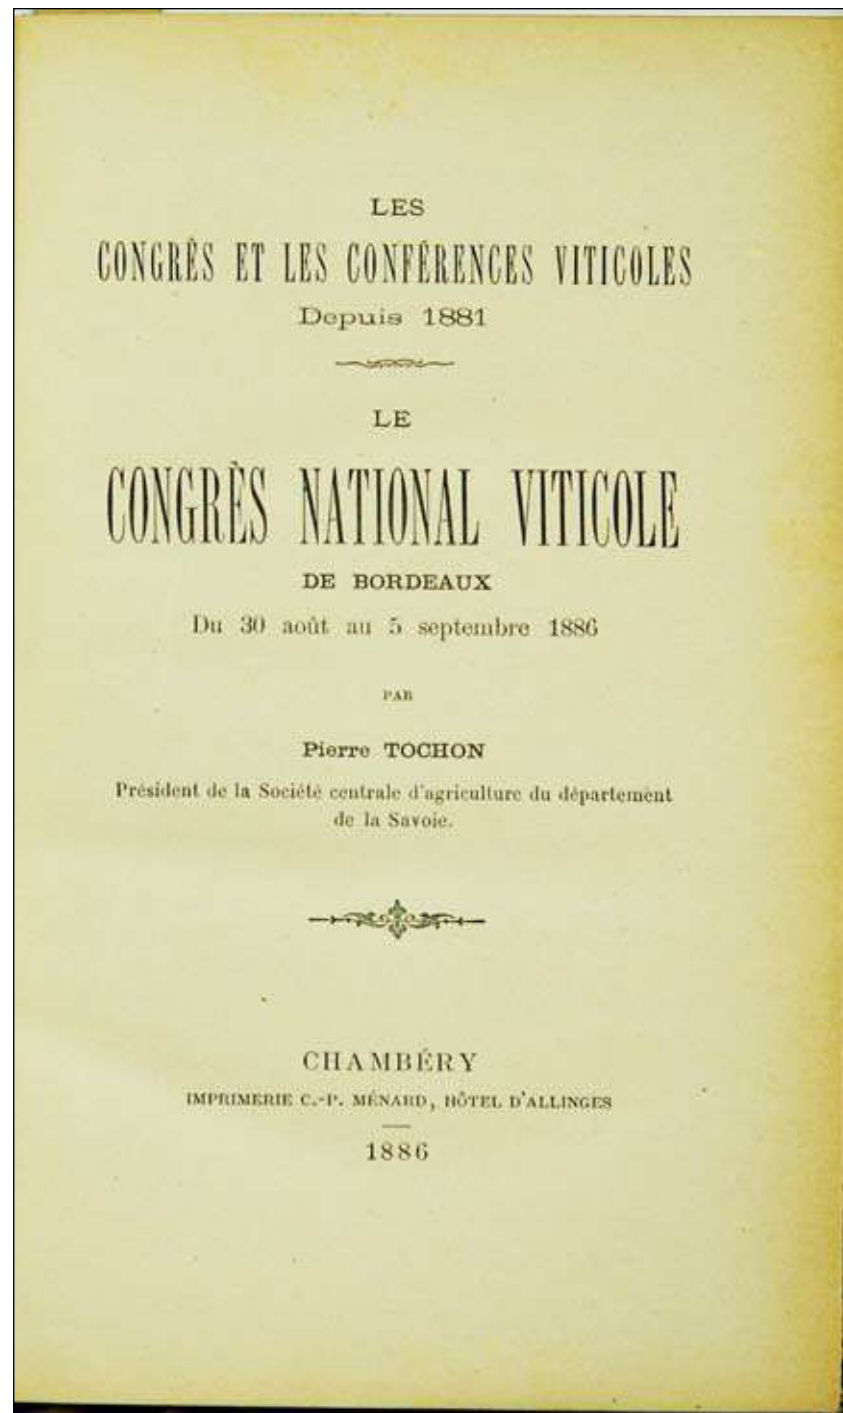 LES
CONGRÈS ET LES CONFÉRENCES VITICOLES
Depuis 1881
LE
CONGRÈS NATIONAL VITICOLE
DE BORDEAUX
Du 30 août au 5 septembre 1886
PAR
Pierre TOCHON
Président de la Société centrale d'agriculture du département
de la Savoie.
CHAMBÉRY
IMPRIMERIE C.-P. MÉNARD, HÔTEL D'ALLINGES
1886